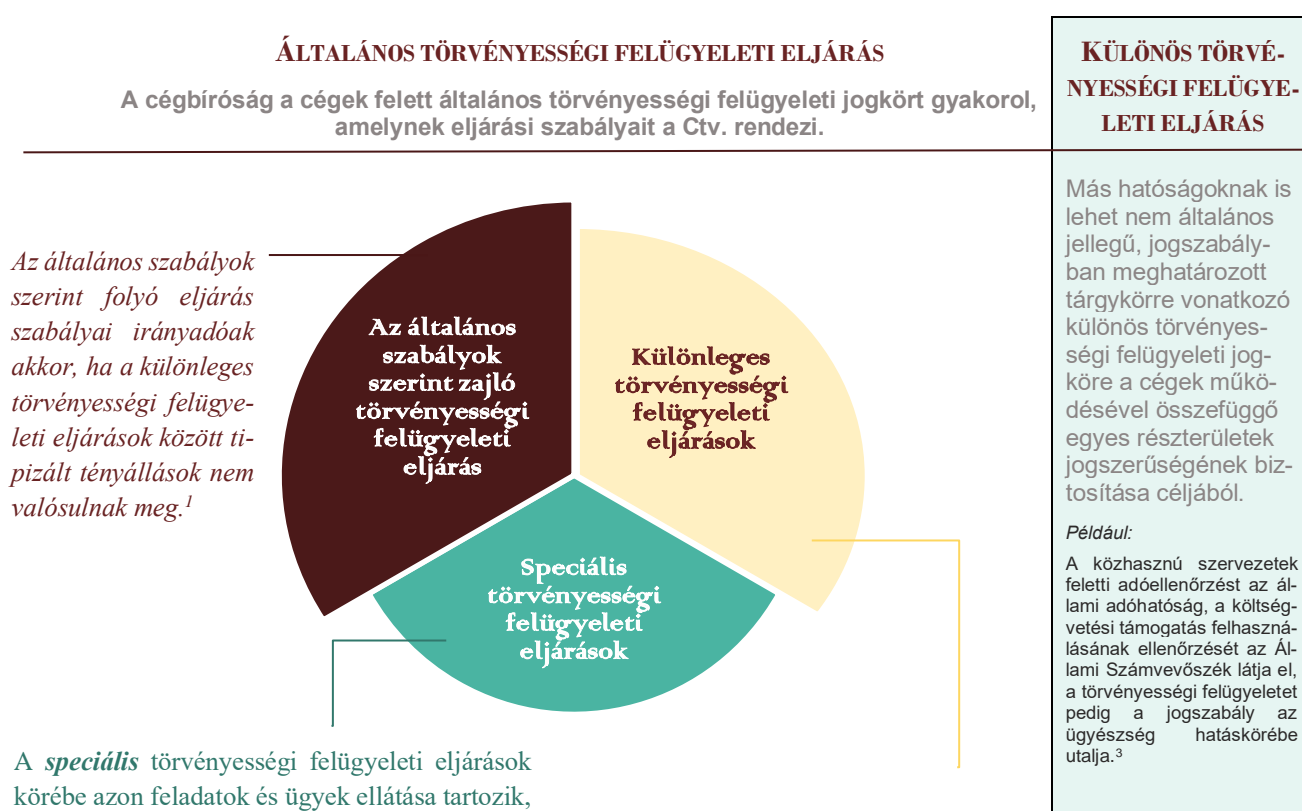 ÁLTALÁNOS TÖRVÉNYESSÉGI FELÜGYELETI ELJÁRÁS
A cégbíróság a cégek felett általános törvényességi felügyeleti jogkört gyakorol,
amelynek eljárási szabályait a Ctv. rendezi.
Az általános szabályok
szerint folyó eljárás
szabályai irányadóak
akkor, ha a különleges
törvényességi felügye-
leti eljárások között ti-
pizált tényállások nem
valósulnak meg.¹
Az általános
szabályok
szerint zajló
törvényességi
felügyeleti
eljárás
Különleges
törvényességi
felügyeleti
eljárások
Speciális
törvényességi
felügyeleti
eljárások
A speciális törvényességi felügyeleti eljárások
körébe azon feladatok és ügyek ellátása tartozik,
KÜLÖNÖS TÖRVÉ-
NYESSÉGI FELÜGYE-
LETI ELJÁRÁS
Más hatóságoknak is
lehet nem általános
jellegű, jogszabály-
ban meghatározott
tárgykörre vonatkozó
különös törvényes-
ségi felügyeleti jog-
köre a cégek műkö-
désével összefüggő
egyes részterületek
jogszerűségének biz-
tosítása céljából.
Például:
A közhasznú szervezetek
feletti adóellenőrzést az ál-
lami adóhatóság, a költség-
vetési támogatás felhaszná-
lásának ellenőrzését az Ál-
lami Számvevőszék látja el,
a törvényességi felügyeletet
pedig a jogszabály az
ügyészség hatáskörébe
utalja.³